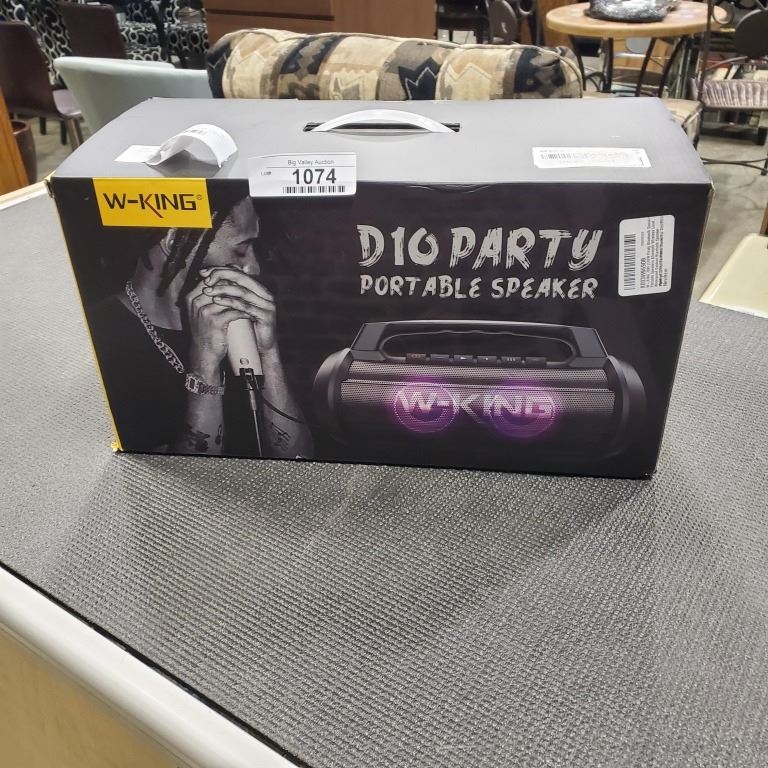 Big Valley Auction
Lot#
1074
W-KING®
D10 PARTY
PORTABLE SPEAKER
W-KING